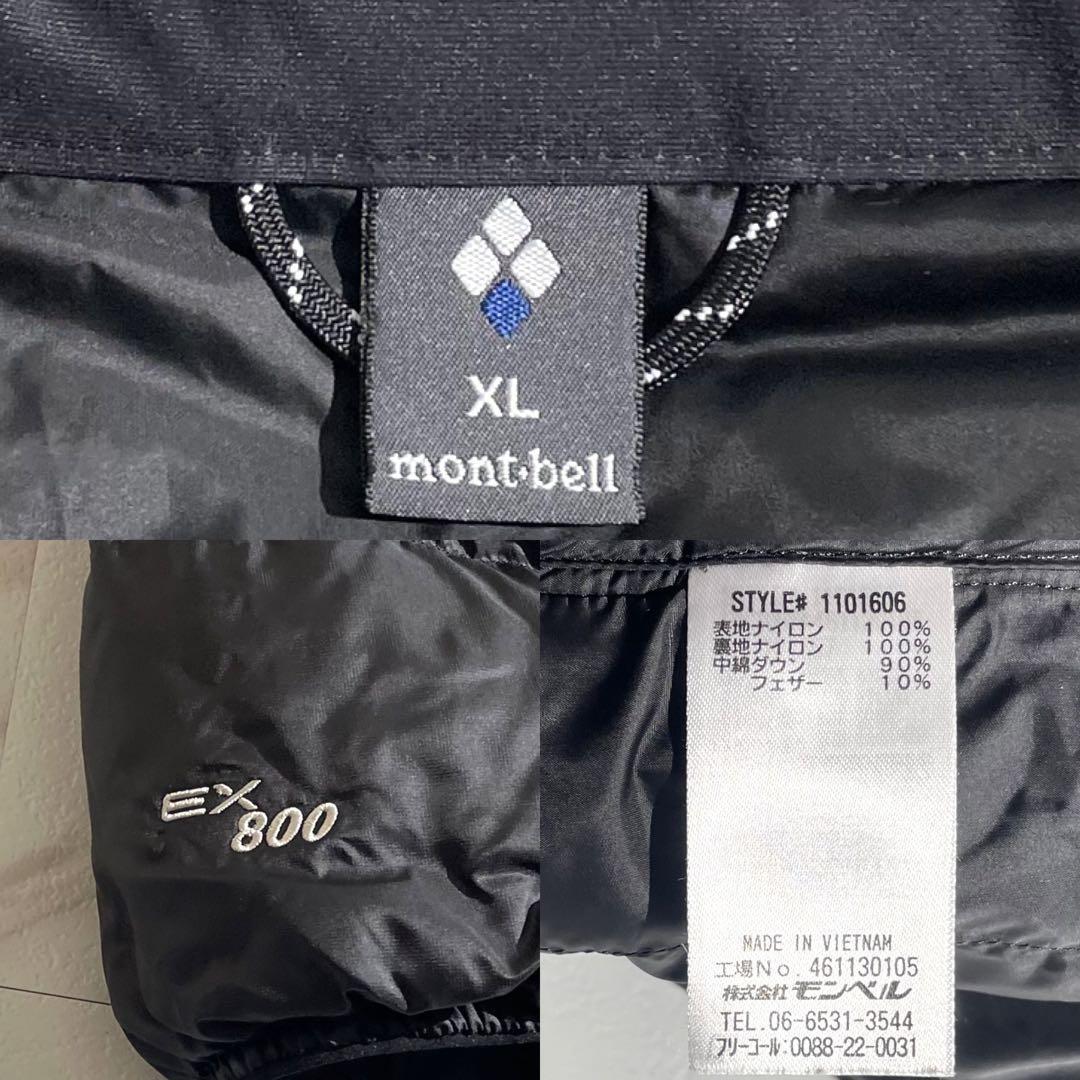 XL
mont·bell
EX
800
STYLE# 1101606
表地ナイロン 100%
裏地ナイロン 100%
中綿ダウン 90%
フェザー 10%
MADE IN VIETNAM
工場No. 461130105
株式会社 モンベル
TEL.06-6531-3544
フリーコール:0088-22-0031